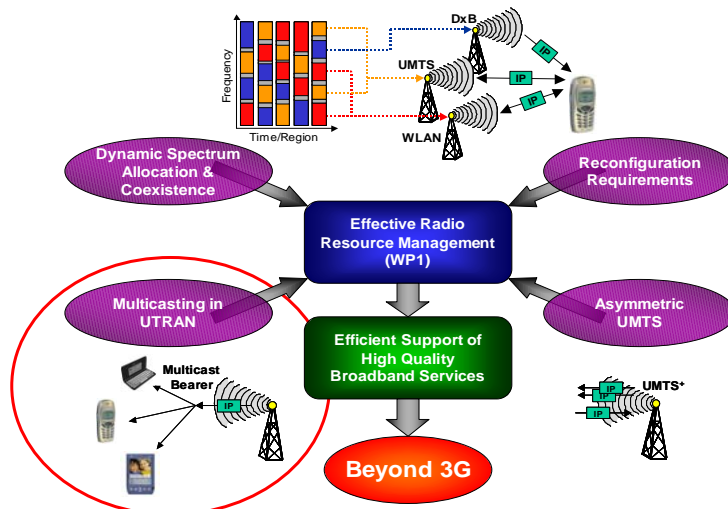 DxB
UMTS
IP
IP
IP
WLAN
Frequency
Time/Region
Dynamic Spectrum
Allocation &
Coexistence
Reconfiguration
Requirements
Effective Radio
Resource Management
(WP1)
Multicasting in
UTRAN
Asymmetric
UMTS
Efficient Support of
High Quality
Broadband Services
Multicast
Bearer
IP
UMTS+
IP
IP
IP
Beyond 3G